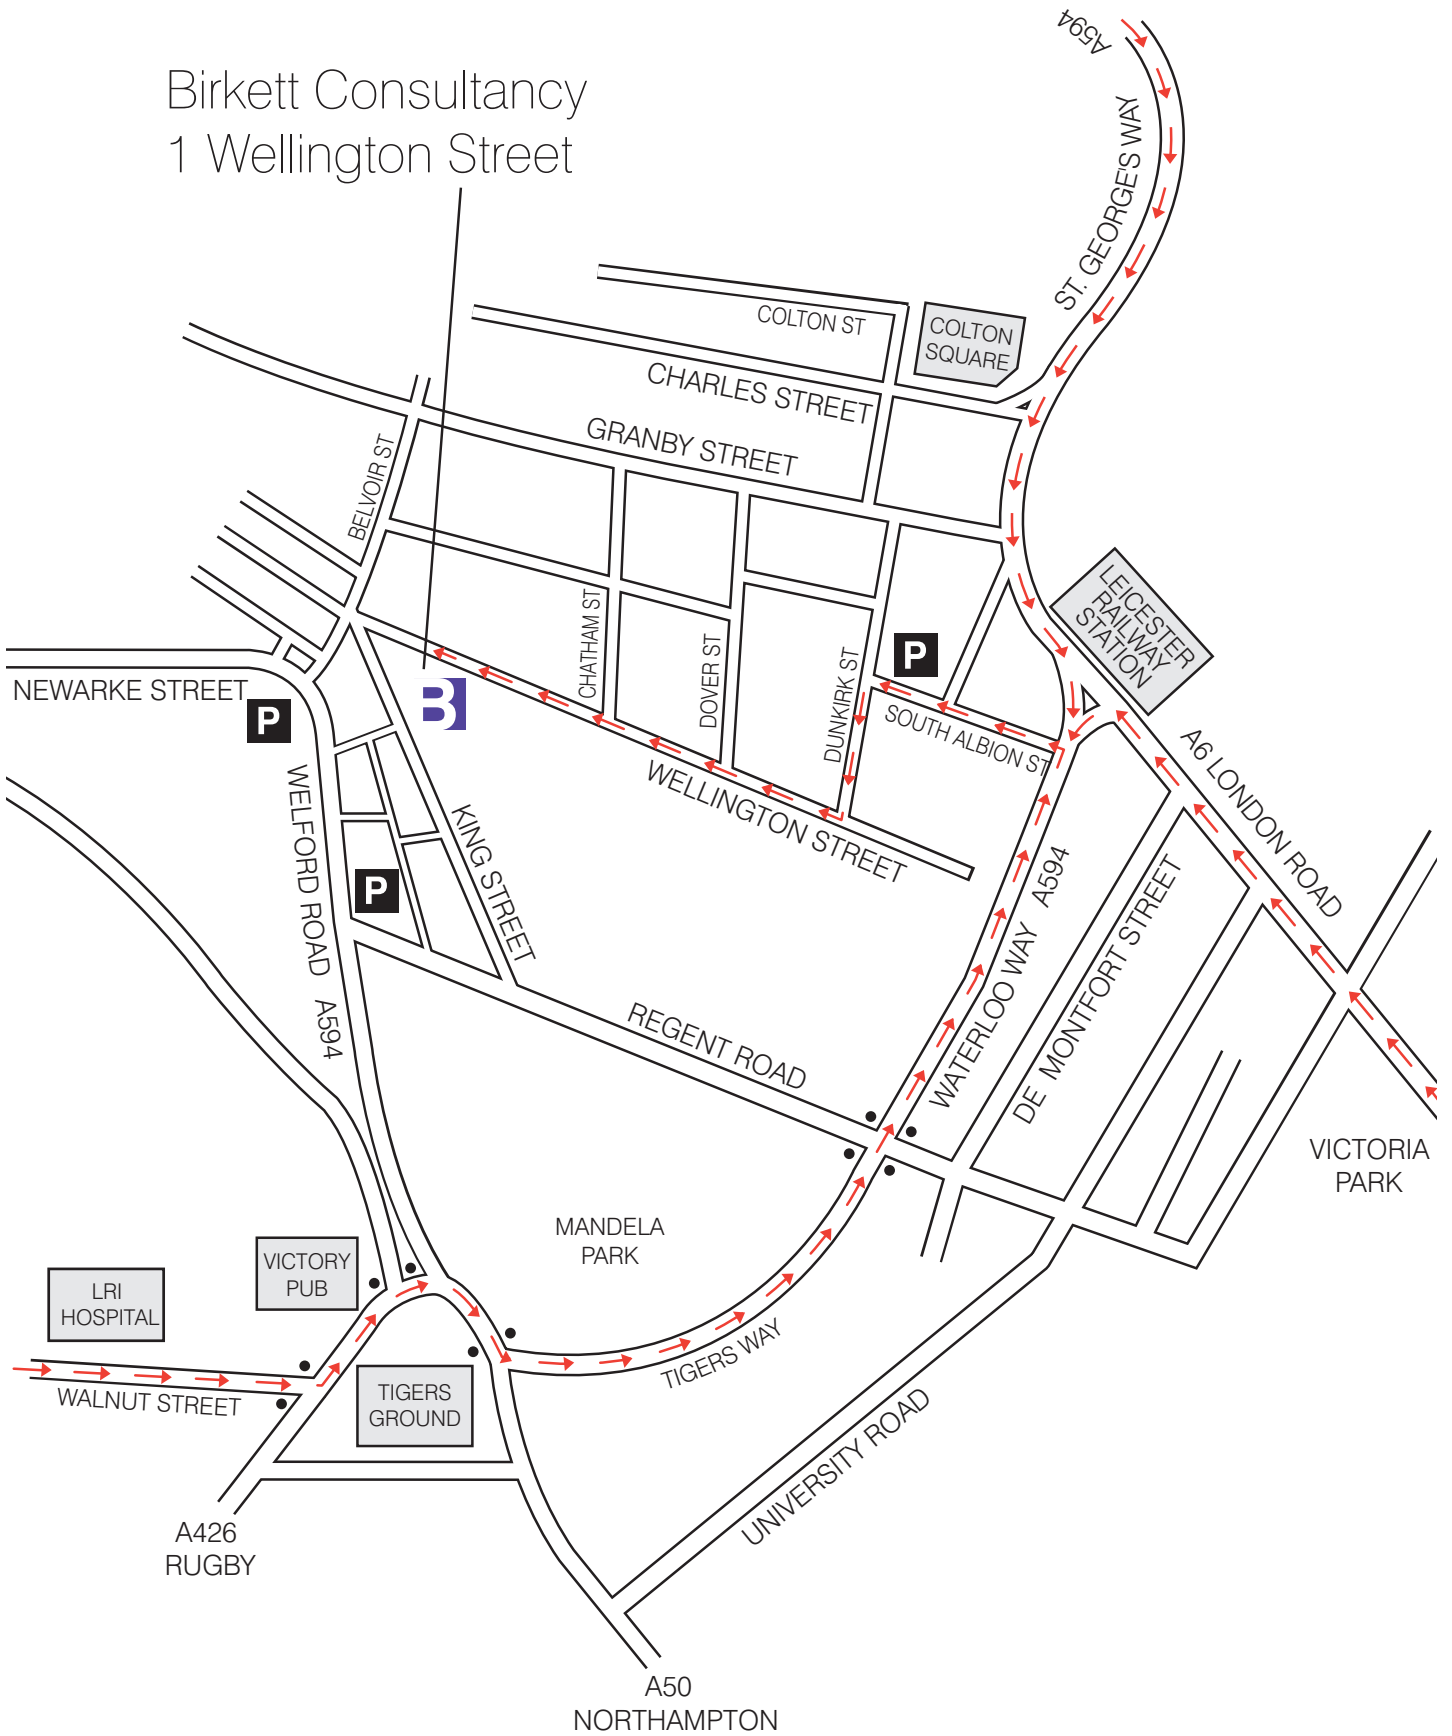 A594
Birkett Consultancy
1 Wellington Street
ST. GEORGE'S WAY
COLTON ST
COLTON
SQUARE
CHARLES STREET
GRANBY STREET
BELVOIR ST
LEICESTER
RAILWAY
STATION
CHATHAM ST
DOVER ST
DUNKIRK ST
P
SOUTH ALBION ST
NEWARKE STREET
P
B
A6 LONDON ROAD
WELLINGTON STREET
WELFORD ROAD A594
KING STREET
P
WATERLOO WAY A594
DE MONTFORT STREET
REGENT ROAD
VICTORIA
PARK
MANDELA
PARK
VICTORY
PUB
LRI
HOSPITAL
TIGERS WAY
WALNUT STREET
TIGERS
GROUND
UNIVERSITY ROAD
A426
RUGBY
A50
NORTHAMPTON